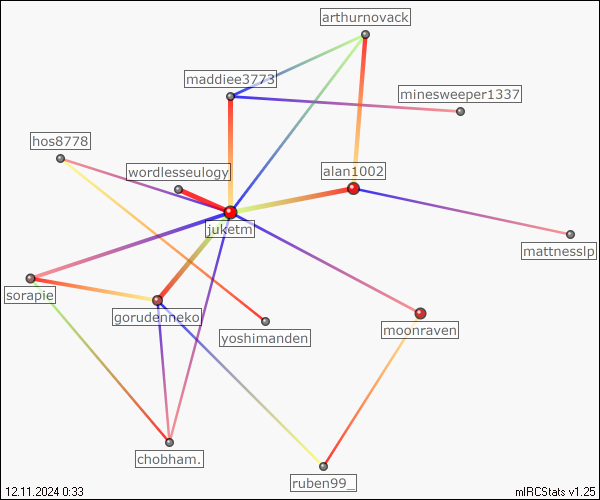 arthurnovack
maddiee3773
minesweeper1337
hos8778
wordlesseulogy
alan1002
juketm
mattnesslp
sorapie
gorudenneko
yoshimanden
moonraven
chobham.
ruben99_
12.11.2024 0:33
mIRCStats v1.25